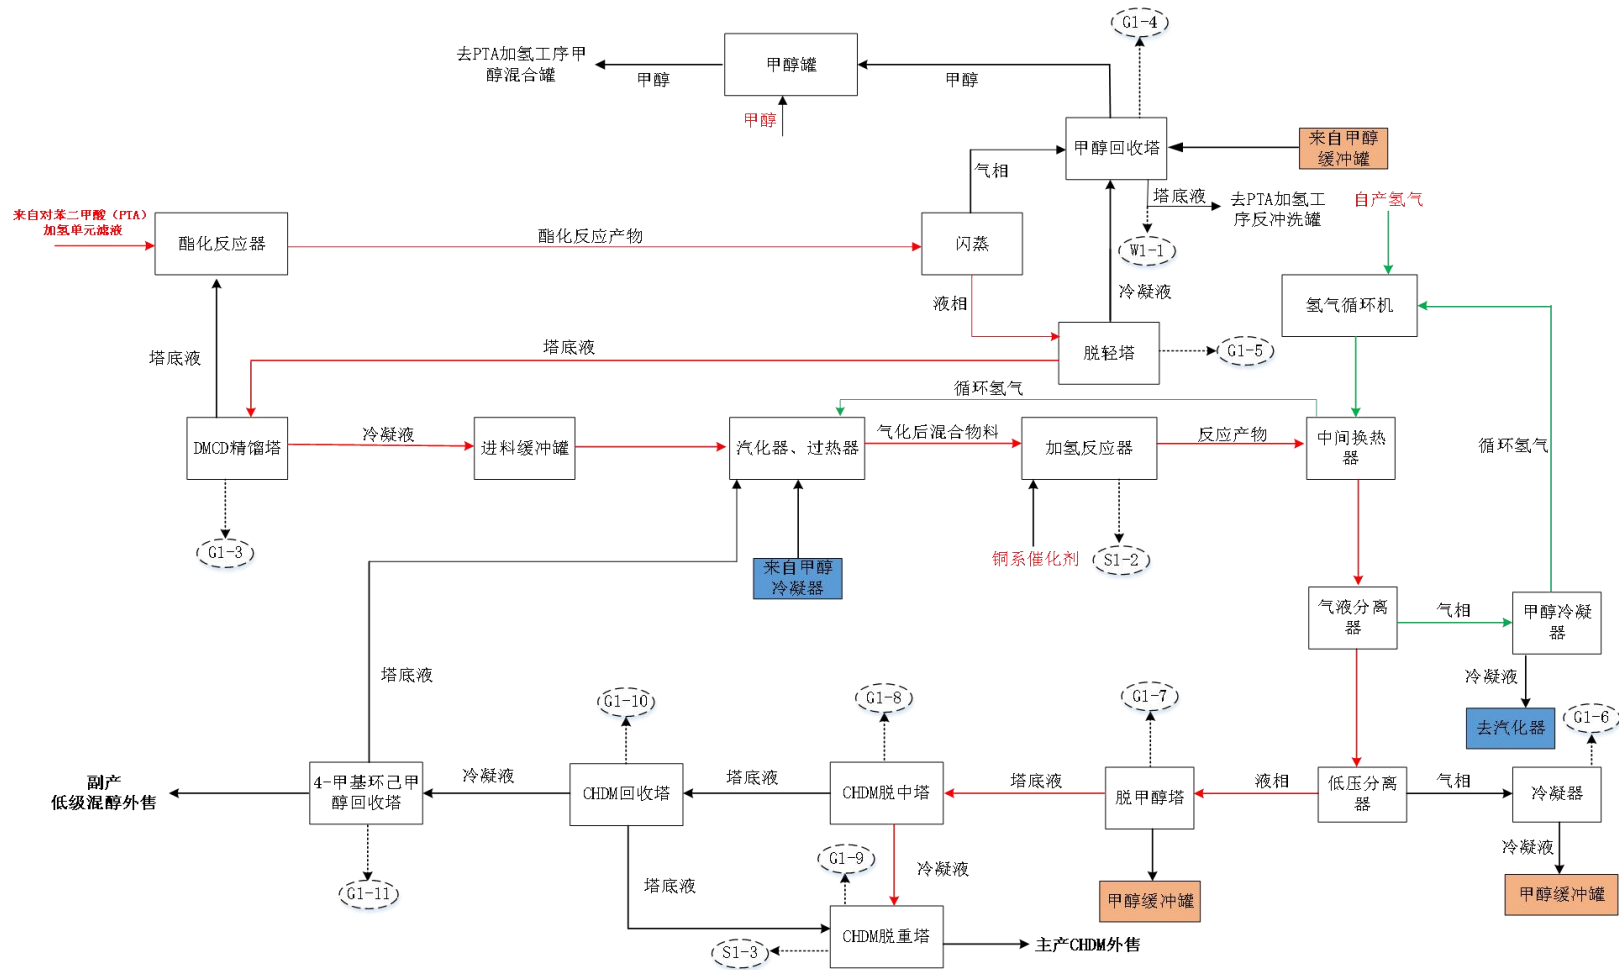 G1-4
去PTA加氢工序甲
醇混合罐
甲醇
甲醇罐
甲醇
甲醇
甲醇回收塔
来自甲醇
缓冲罐
气相
塔底液
去PTA加氢工
序反冲洗罐
自产氢气
来自对苯二甲酸（PTA）
加氢单元滤液
酯化反应器
酯化反应产物
闪蒸
W1-1
冷凝液
液相
氢气循环机
塔底液
塔底液
脱轻塔
G1-5
循环氢气
DMCD精馏塔
冷凝液
进料缓冲罐
汽化器、过热器
气化后混合物料
加氢反应器
反应产物
中间换热
器
循环氢气
G1-3
来自甲醇
冷凝器
铜系催化剂
S1-2
气液分离
器
气相
甲醇冷凝
器
塔底液
冷凝液
G1-10
G1-8
G1-7
去汽化器
G1-6
副产
低级混醇外售
4-甲基环己甲
醇回收塔
冷凝液
CHDM回收塔
塔底液
CHDM脱中塔
塔底液
脱甲醇塔
液相
低压分离
器
气相
冷凝器
G1-11
塔底液
G1-9
冷凝液
甲醇缓冲罐
冷凝液
甲醇缓冲罐
S1-3
CHDM脱重塔
主产CHDM外售